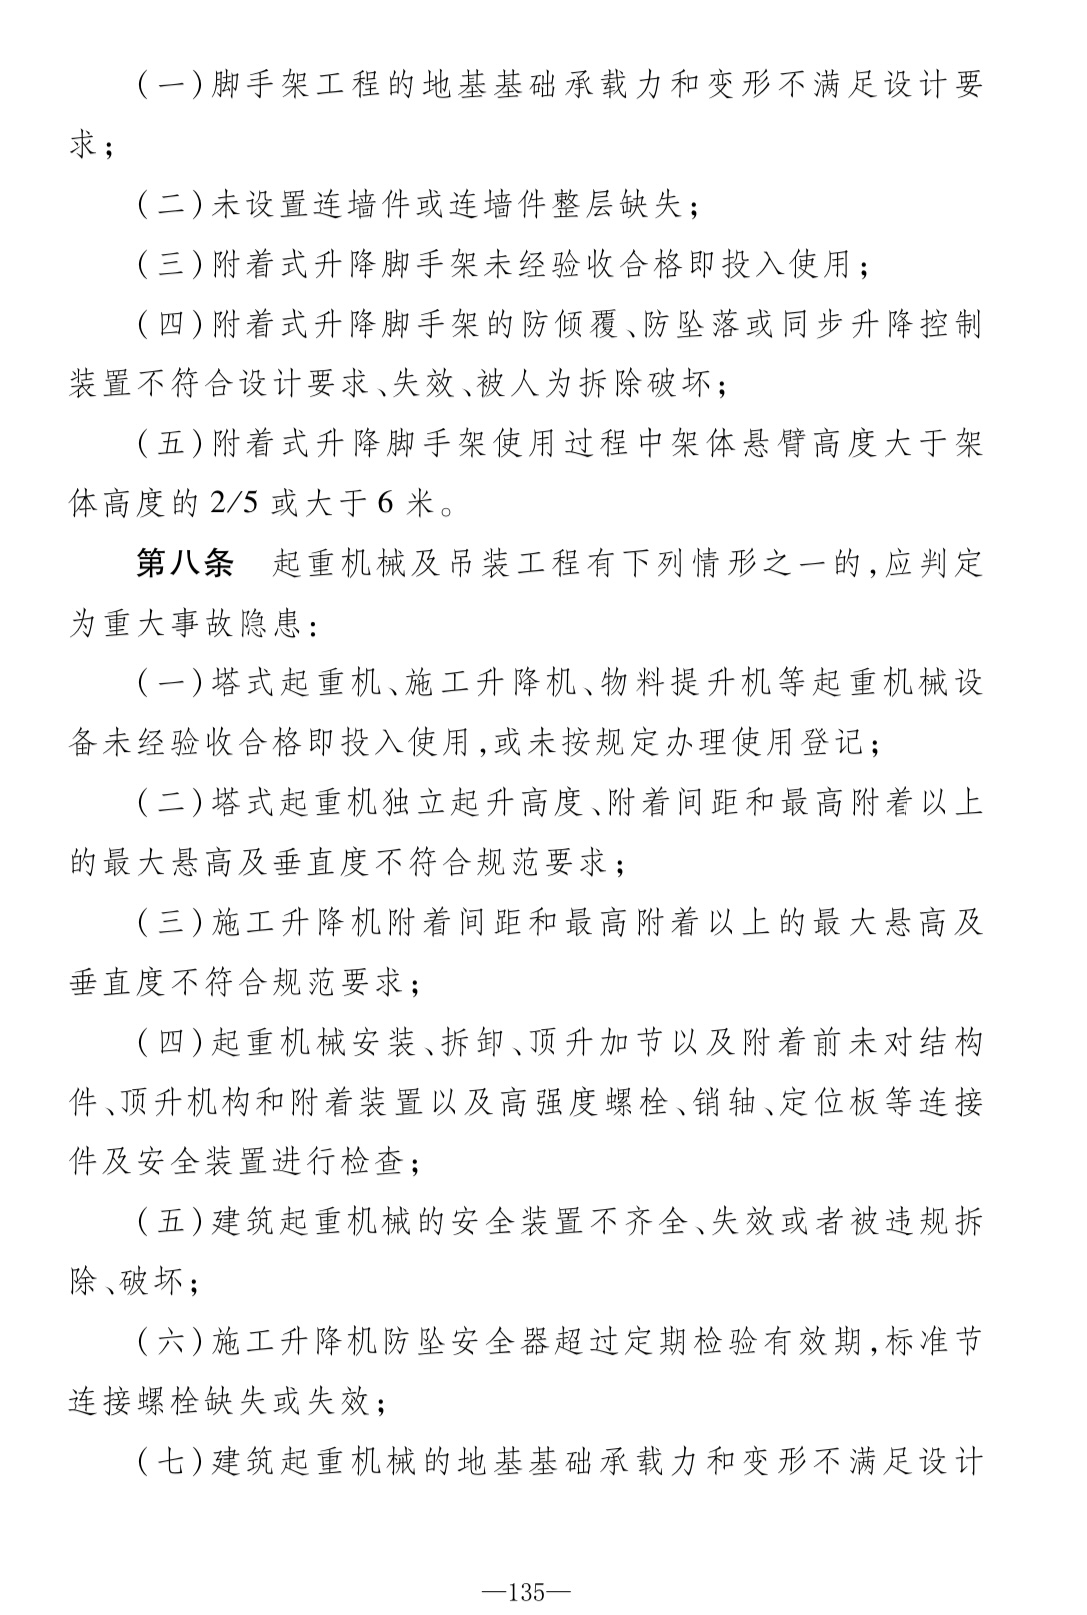 (一)脚手架工程的地基基础承载力和变形不满足设计要
求;
(二)未设置连墙件或连墙件整层缺失;
(三)附着式升降脚手架未经验收合格即投入使用;
(四)附着式升降脚手架的防倾覆、防坠落或同步升降控制
装置不符合设计要求、失效、被人为拆除破坏;
(五)附着式升降脚手架使用过程中架体悬臂高度大于架
体高度的 2/5 或大于 6 米。
第八条　起重机械及吊装工程有下列情形之一的,应判定
为重大事故隐患:
(一)塔式起重机、施工升降机、物料提升机等起重机械设
备未经验收合格即投入使用,或未按规定办理使用登记;
(二)塔式起重机独立起升高度、附着间距和最高附着以上
的最大悬高及垂直度不符合规范要求;
(三)施工升降机附着间距和最高附着以上的最大悬高及
垂直度不符合规范要求;
(四)起重机械安装、拆卸、顶升加节以及附着前未对结构
件、顶升机构和附着装置以及高强度螺栓、销轴、定位板等连接
件及安全装置进行检查;
(五)建筑起重机械的安全装置不齐全、失效或者被违规拆
除、破坏;
(六)施工升降机防坠安全器超过定期检验有效期,标准节
连接螺栓缺失或失效;
(七)建筑起重机械的地基基础承载力和变形不满足设计
—135—